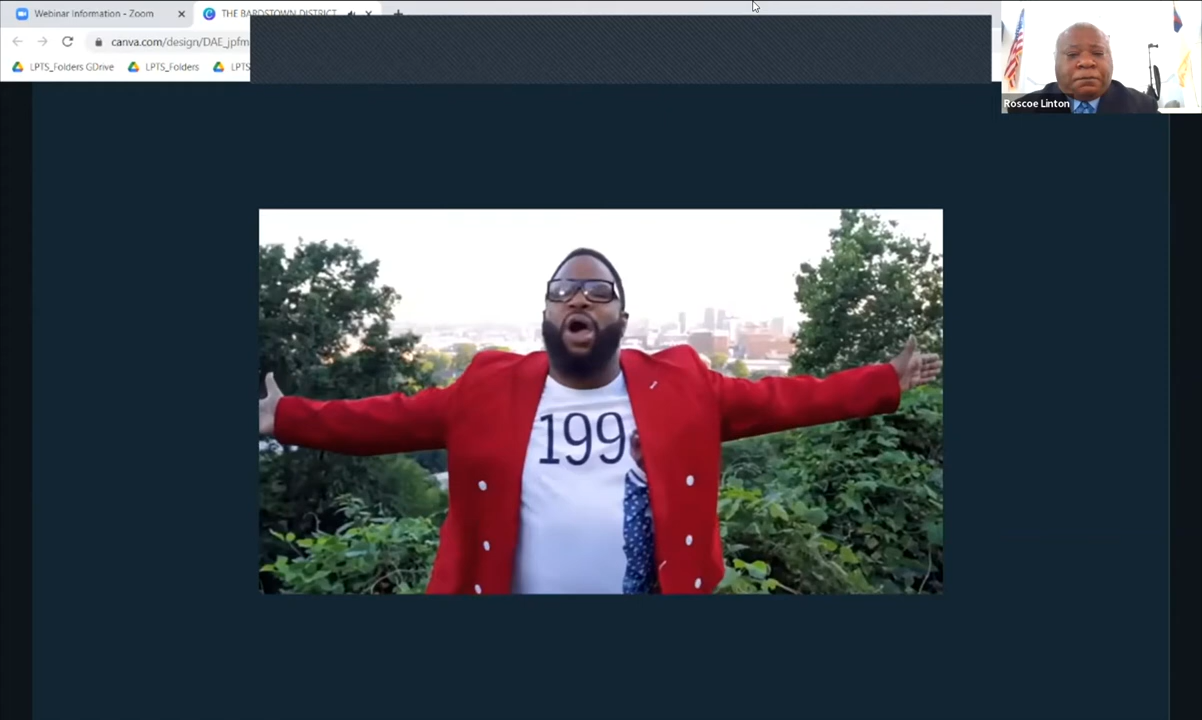 Webinar Information - Zoom
THE BARDSTOWN DISTRICT
canva.com/design/DAE_jpfm
LPTS_Folders GDrive
LPTS_Folders
LPTS
Roscoe Linton
199